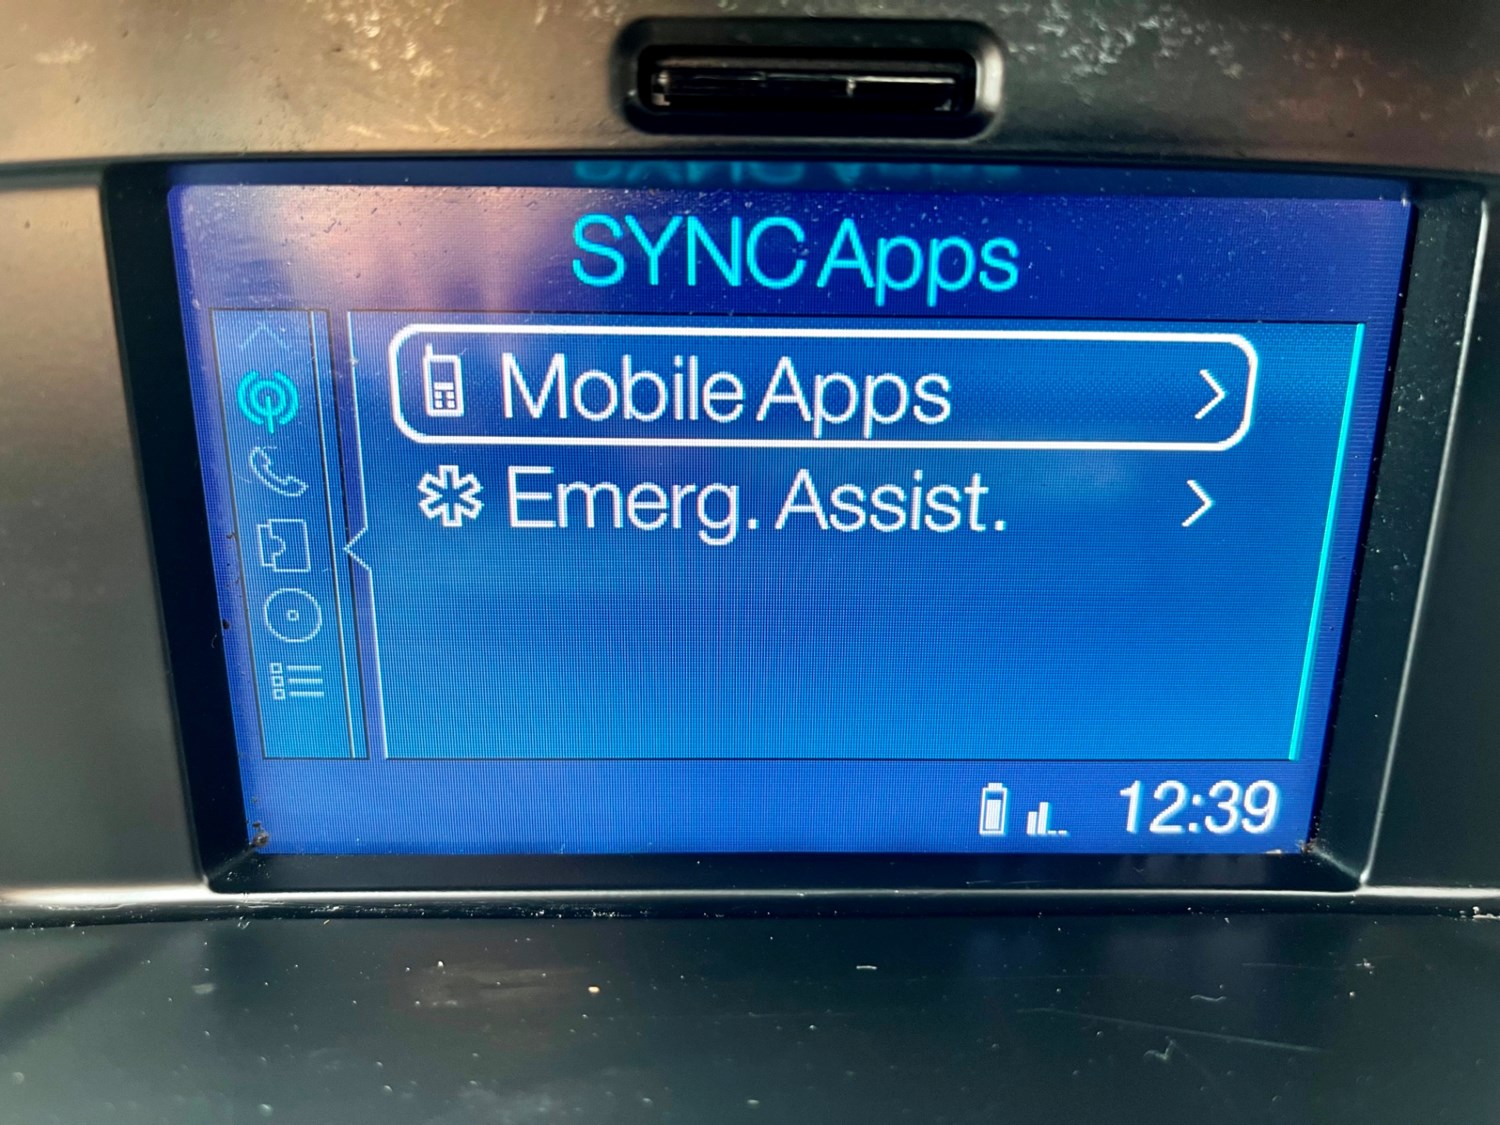 SYNC Apps
Mobile Apps
Emerg. Assist.
12:39